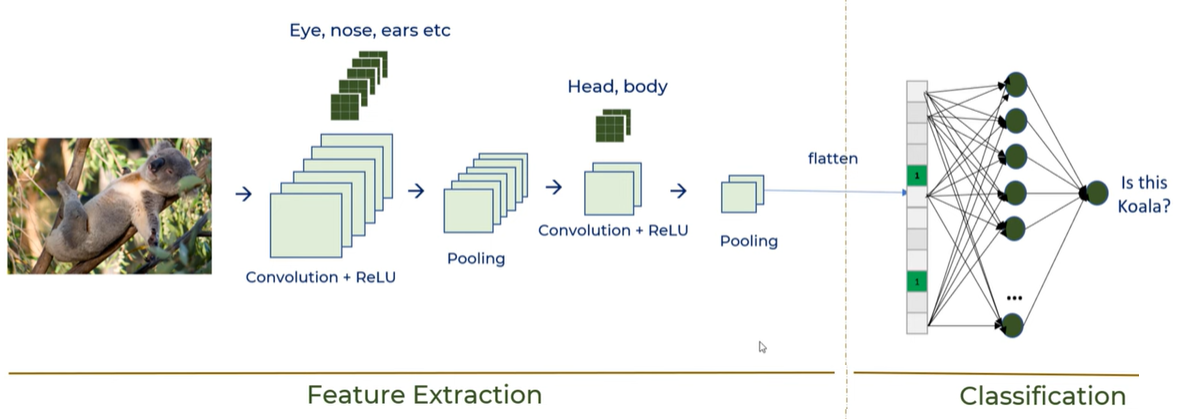 Eye, nose, ears etc
Head, body
flatten
1
Is this
Koala?
Convolution + ReLU
Pooling
Convolution + ReLU
Pooling
1
...
Feature Extraction
Classification